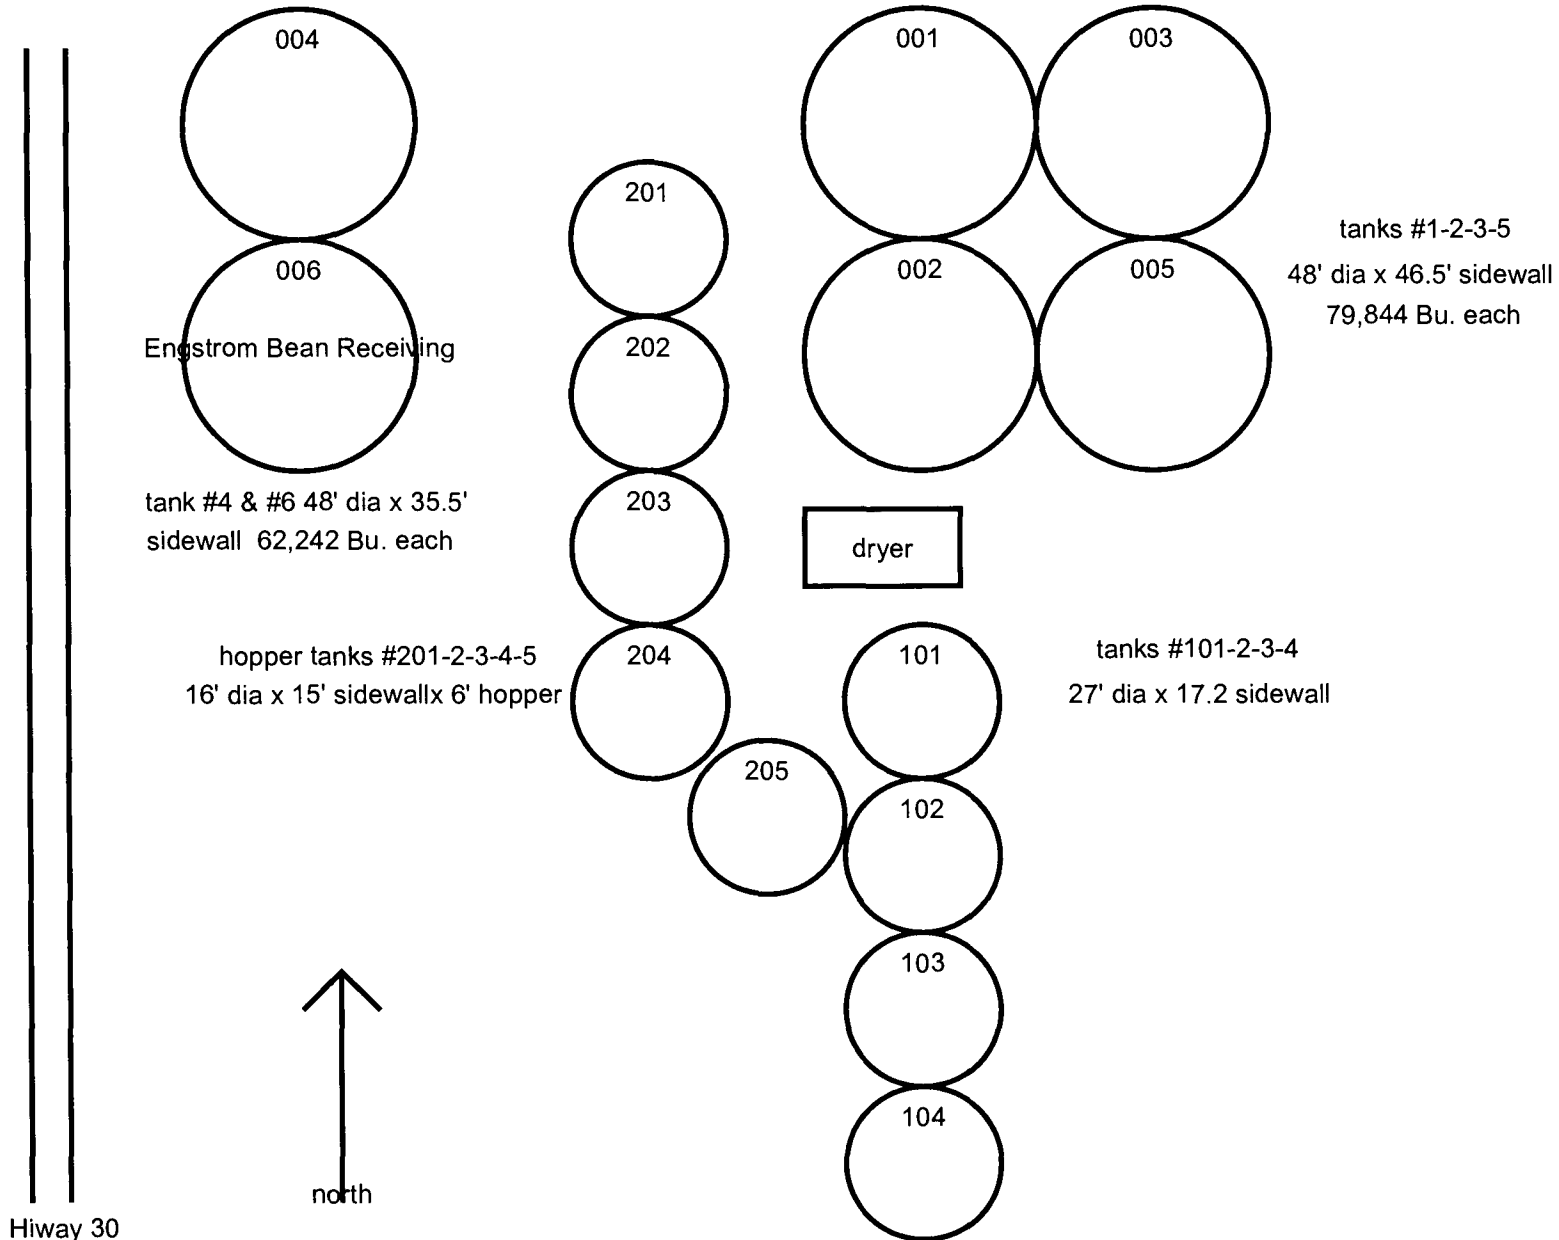 004
001
003
201
tanks #1-2-3-5
48' dia x 46.5' sidewall
79,844 Bu. each
006
002
005
Engstrom Bean Receiving
202
tank #4 & #6 48' dia x 35.5'
sidewall  62,242 Bu. each
203
dryer
hopper tanks #201-2-3-4-5
16' dia x 15' sidewallx 6' hopper
204
101
tanks #101-2-3-4
27' dia x 17.2 sidewall
205
102
103
104
north
Hiway 30